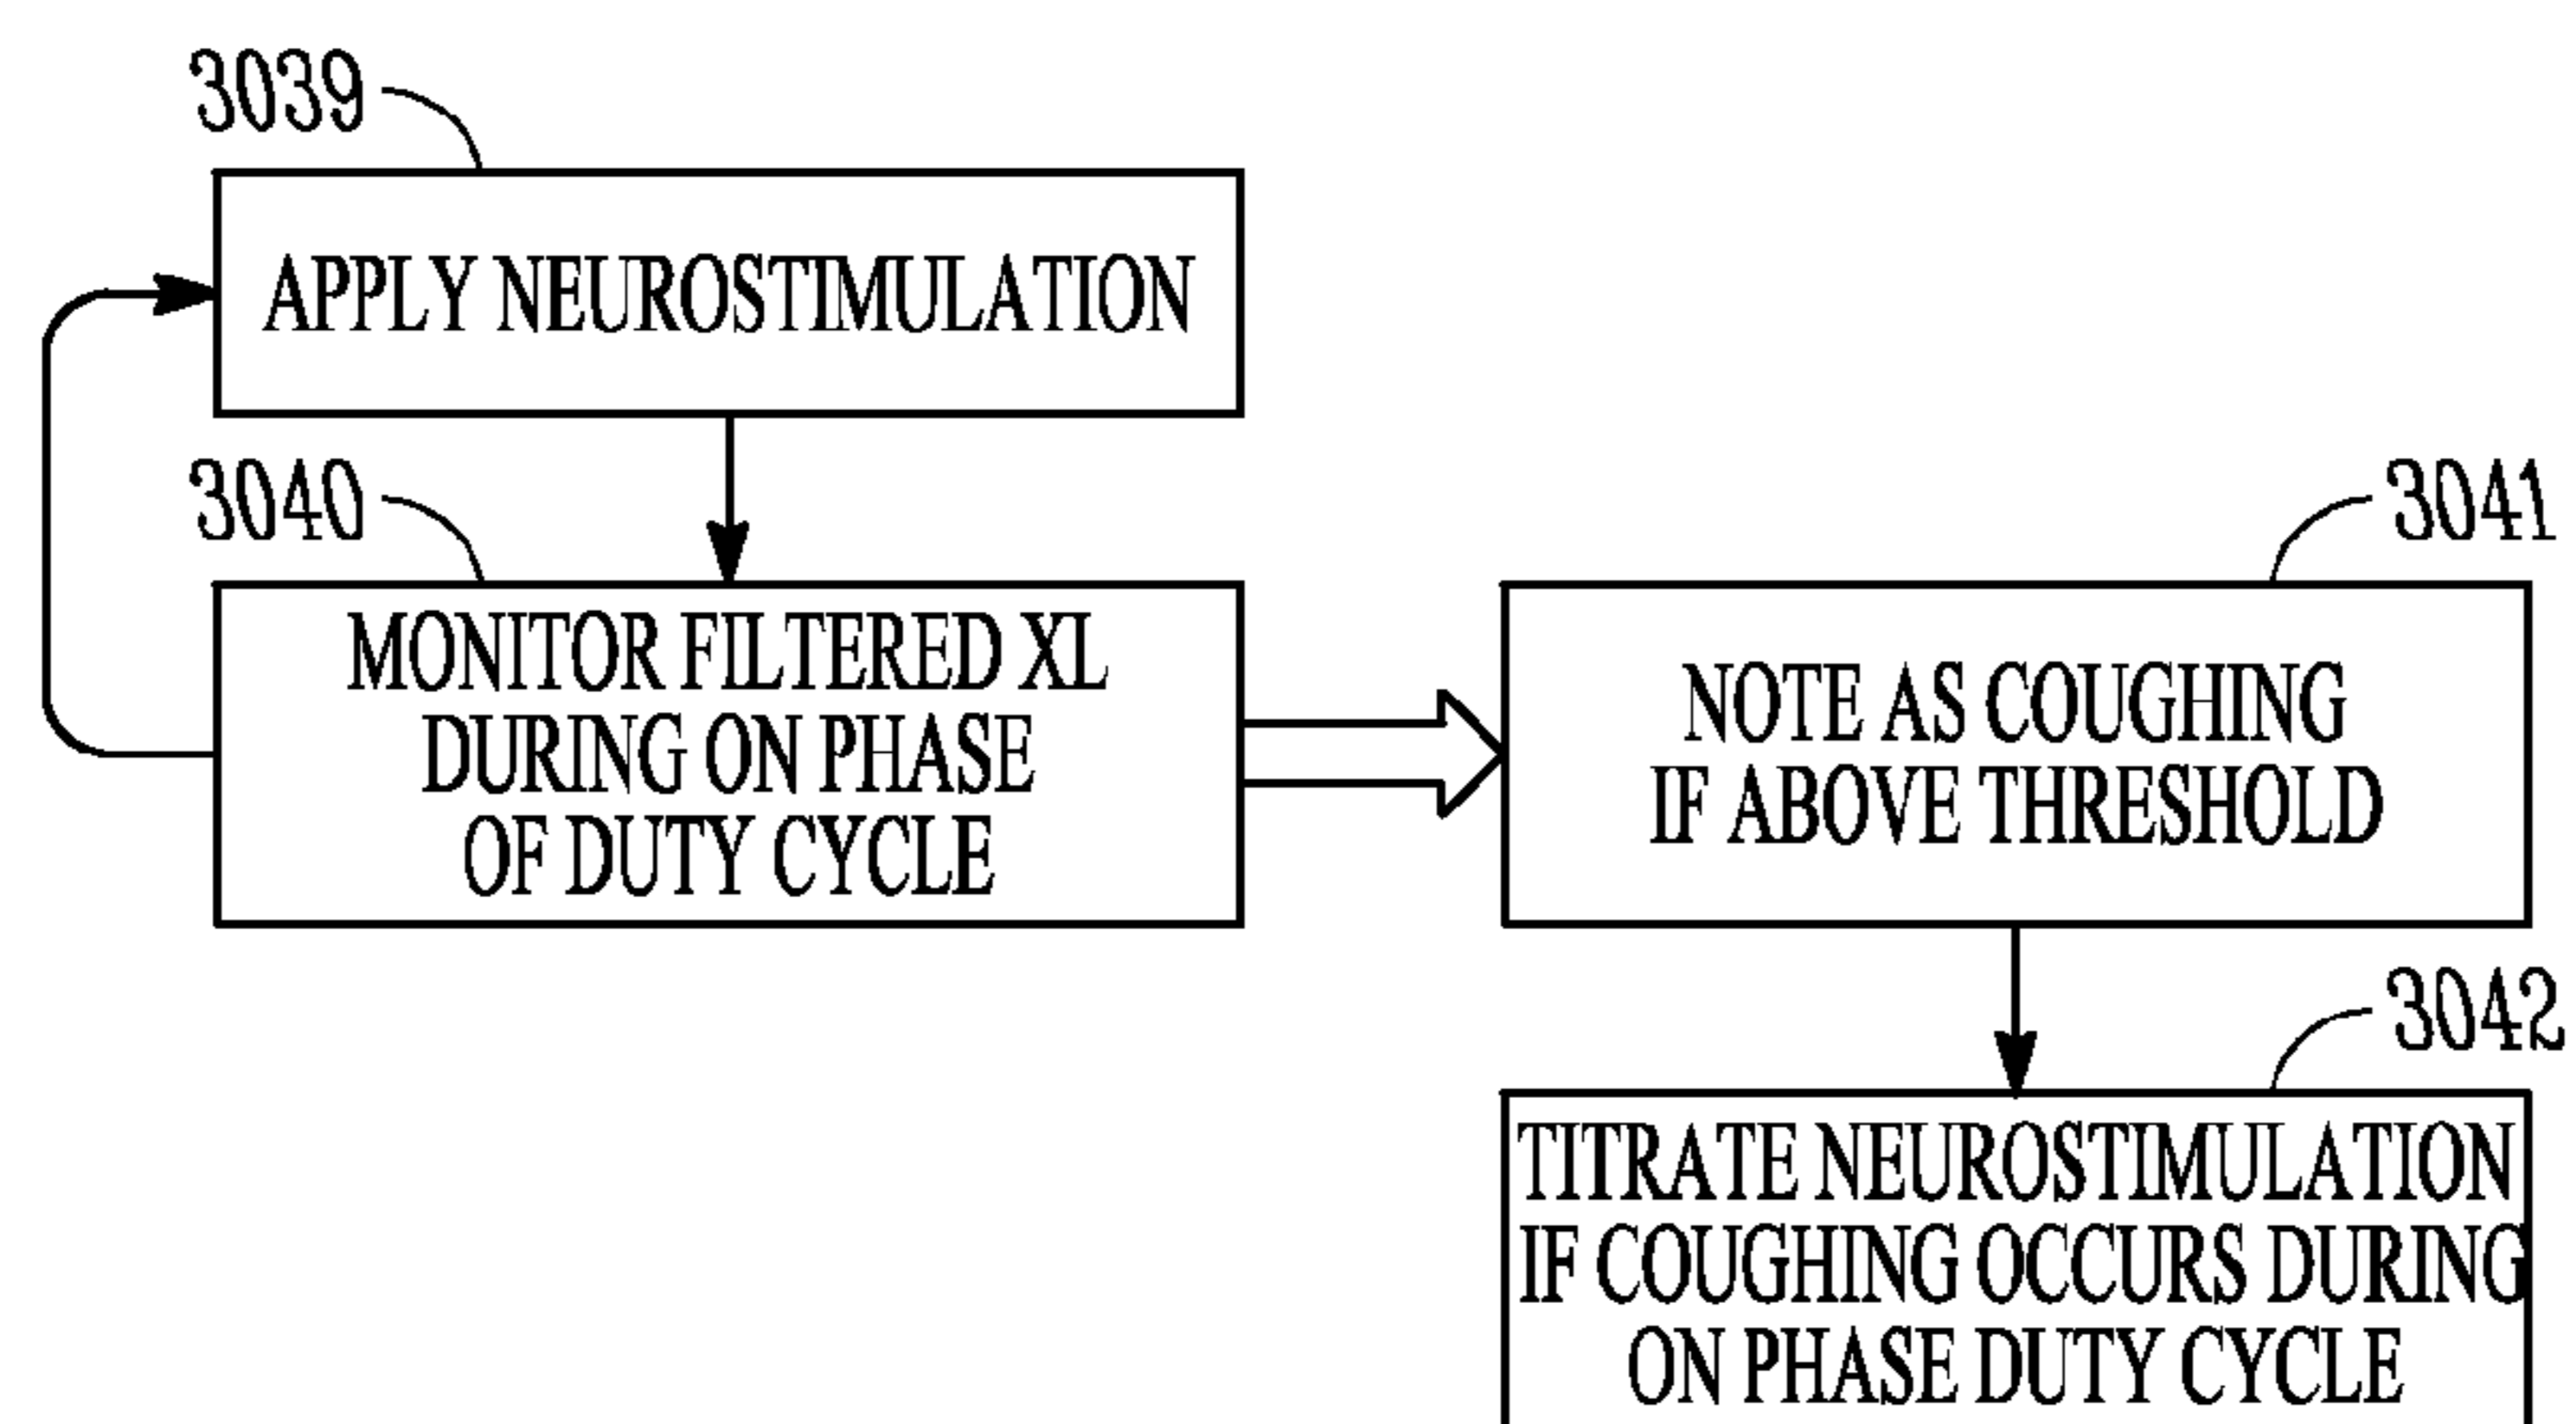 3039
APPLY NEUROSTIMULATION
3040
MONITOR FILTERED XL
DURING ON PHASE
OF DUTY CYCLE
3041
NOTE AS COUGHING
IF ABOVE THRESHOLD
3042
TITRATE NEUROSTIMULATION
IF COUGHING OCCURS DURING
ON PHASE DUTY CYCLE